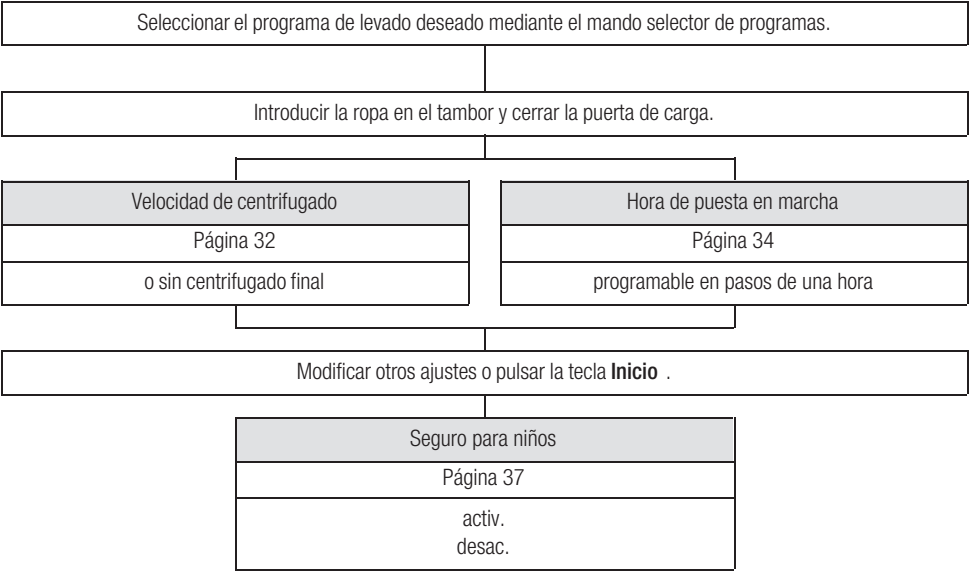 Seleccionar el programa de levado deseado mediante el mando selector de programas.
Introducir la ropa en el tambor y cerrar la puerta de carga.
Velocidad de centrifugado
Página 32
o sin centrifugado final
Hora de puesta en marcha
Página 34
programable en pasos de una hora
Modificar otros ajustes o pulsar la tecla Inicio .
Seguro para niños
Página 37
activ.
desac.